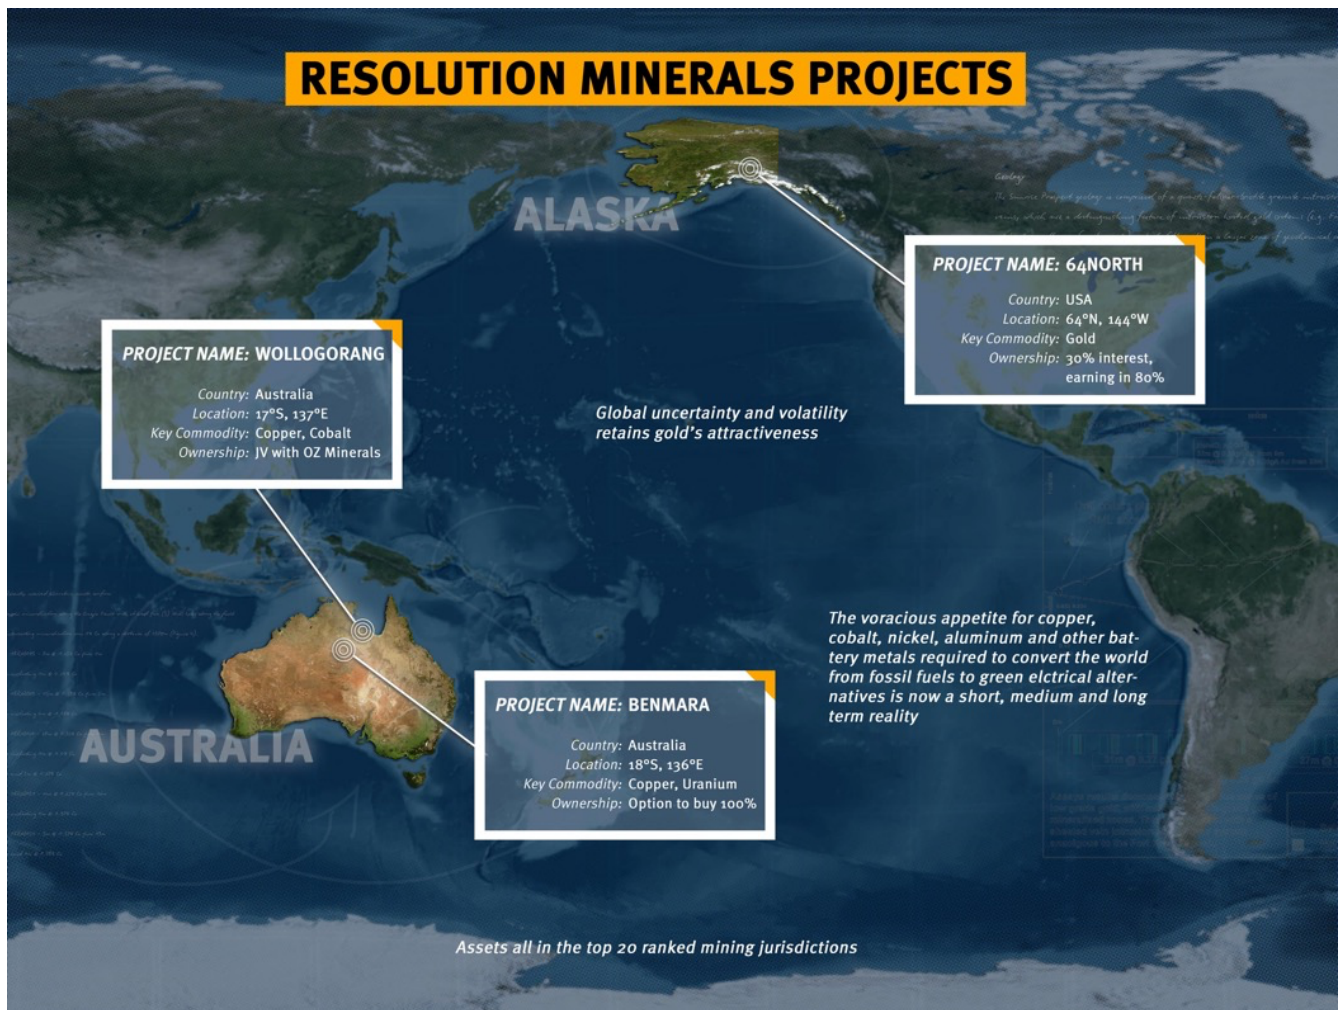 RESOLUTION MINERALS PROJECTS
ALASKA
Geology
PROJECT NAME: 64NORTH
Country: USA
Location: 64°N, 144°W
Key Commodity: Gold
Ownership: 30% interest,
earning in 80%
PROJECT NAME: WOLLOGORANG
Country: Australia
Location: 17°S, 137°E
Key Commodity: Copper, Cobalt
Ownership: JV with OZ Minerals
Global uncertainty and volatility
retains gold's attractiveness
The voracious appetite for copper,
cobalt, nickel, aluminum and other bat-
tery metals required to convert the world
from fossil fuels to green elctrical alter-
natives is now a short, medium and long
term reality
AUSTRALIA
PROJECT NAME: BENMARA
Country: Australia
Location: 18°S, 136°E
Key Commodity: Copper, Uranium
Ownership: Option to buy 100%
Assets all in the top 20 ranked mining jurisdictions